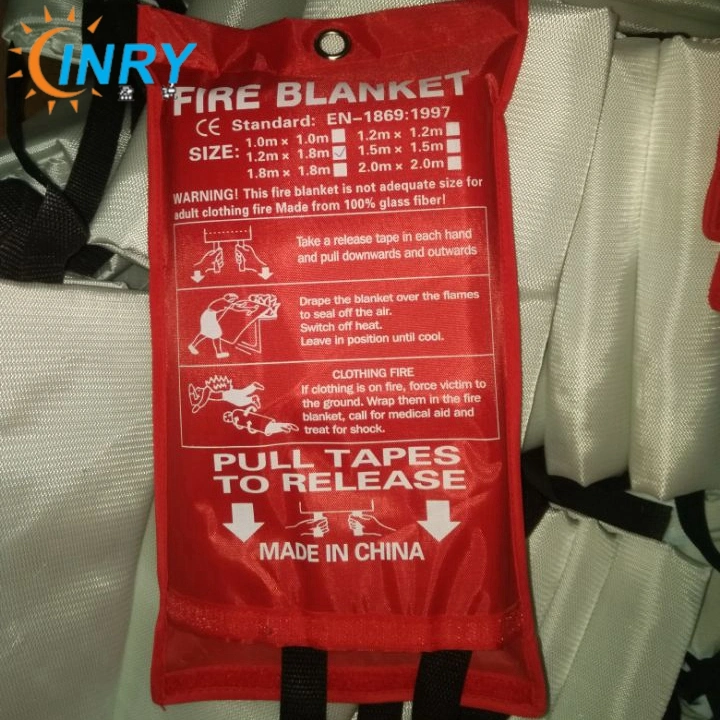 INRY
FIRE BLANKET
CE Standard: EN-1869:1997
SIZE: 1.0m × 1.0m 1.2m × 1.2m
1.2m × 1.8m ✓ 1.5m × 1.5m
1.8m × 1.8m 2.0m × 2.0m
WARNING! This fire blanket is not adequate size for
adult clothing fire Made from 100% glass fiber!
Take a release tape in each hand
and pull downwards and outwards
Drape the blanket over the flames
to seal off the air.
Switch off heat.
Leave in position until cool.
CLOTHING FIRE
If clothing is on fire, force victim to
the ground. Wrap them in the fire
blanket, call for medical aid and
treat for shock.
PULL TAPES
TO RELEASE
MADE IN CHINA